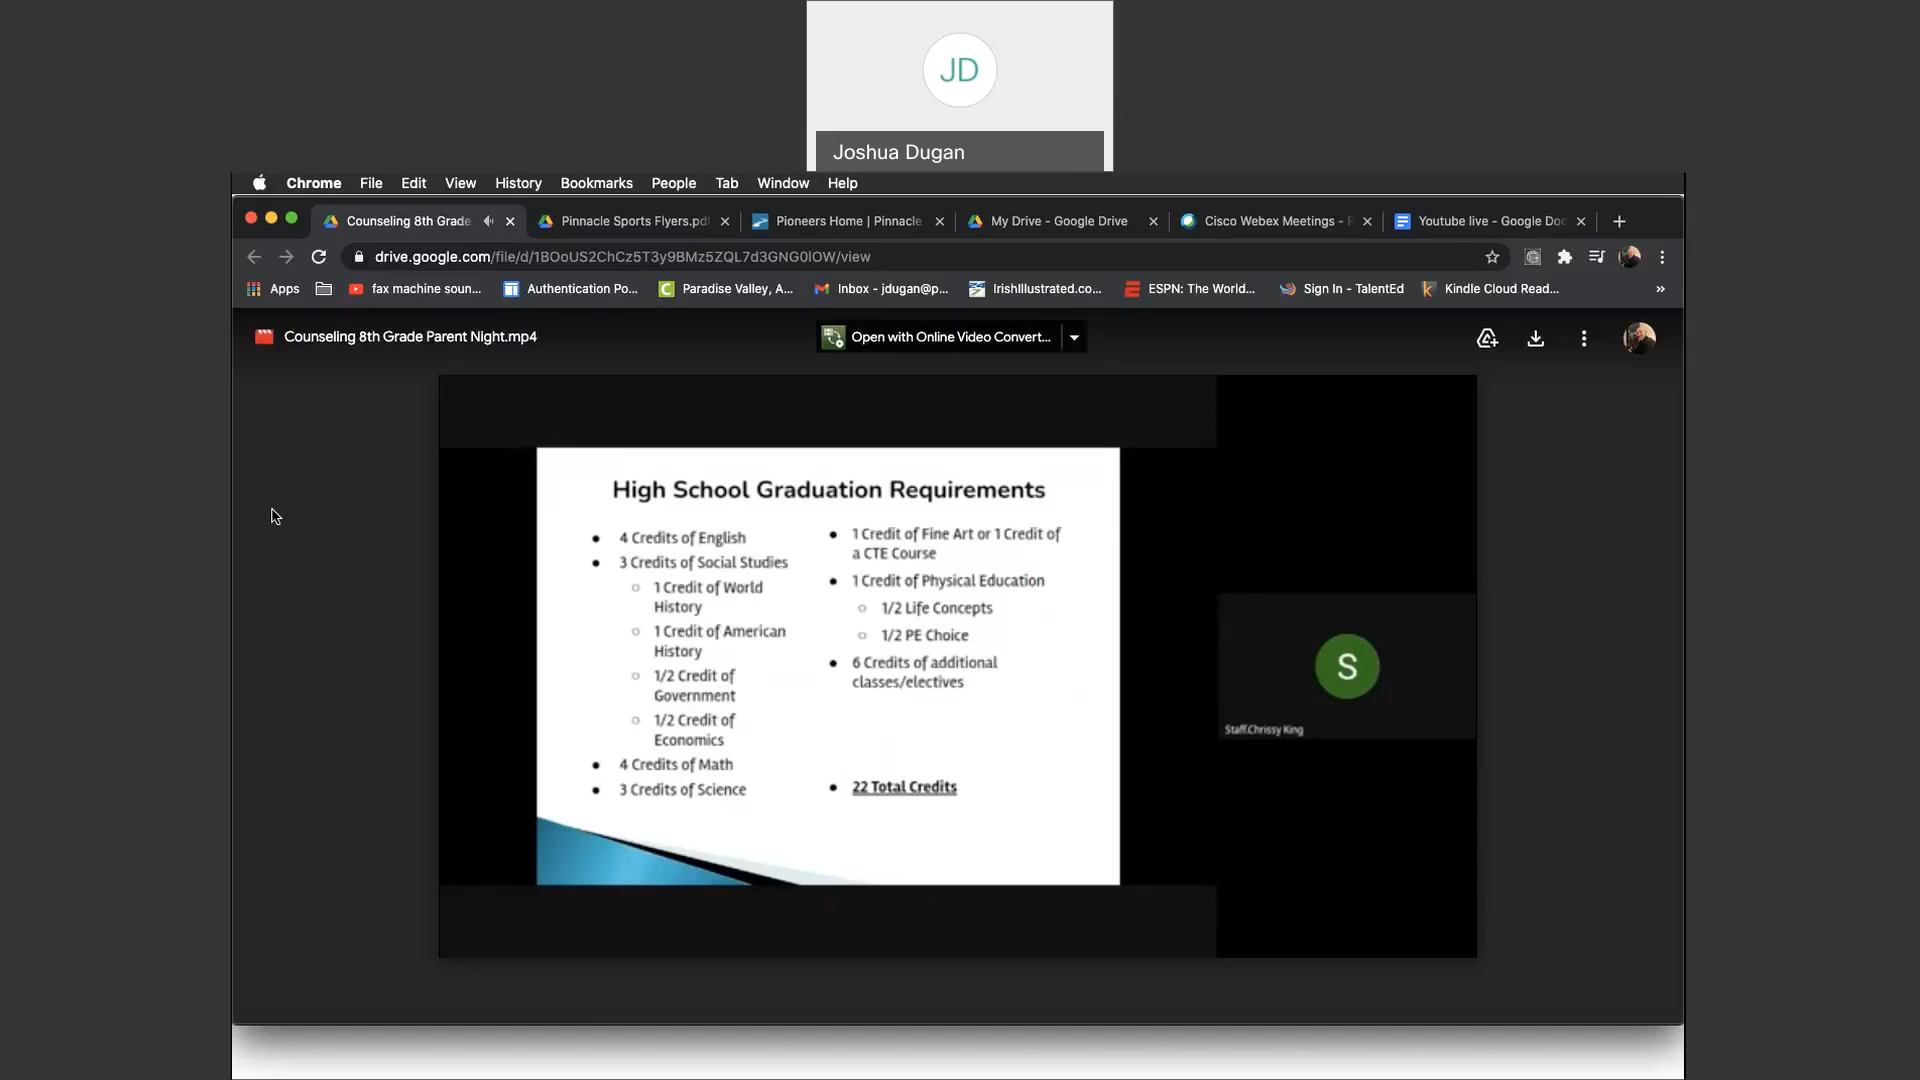 JD
Joshua Dugan
Chrome File Edit View History Bookmarks People Tab Window Help
Counseling 8th Grade Pinnacle Sports Flyers.pdf Pioneers Home | Pinnacle My Drive - Google Drive Cisco Webex Meetings - Youtube live - Google Doc
drive.google.com/file/d/1BOoUS2ChCz5T3y9BMz5ZQL7d3GNG0lOW/view
Apps fax machine soun... Authentication Po... Paradise Valley, A... Inbox - jdugan@p... IrishIllustrated.co... ESPN: The World... Sign In - TalentEd Kindle Cloud Read... »
Counseling 8th Grade Parent Night.mp4 Open with Online Video Convert...
High School Graduation Requirements
4 Credits of English
3 Credits of Social Studies
1 Credit of World
History
1 Credit of American
History
1/2 Credit of
Government
1/2 Credit of
Economics
4 Credits of Math
3 Credits of Science
1 Credit of Fine Art or 1 Credit of
a CTE Course
1 Credit of Physical Education
1/2 Life Concepts
1/2 PE Choice
6 Credits of additional
classes/electives
22 Total Credits
S
Staff.Chrissy King